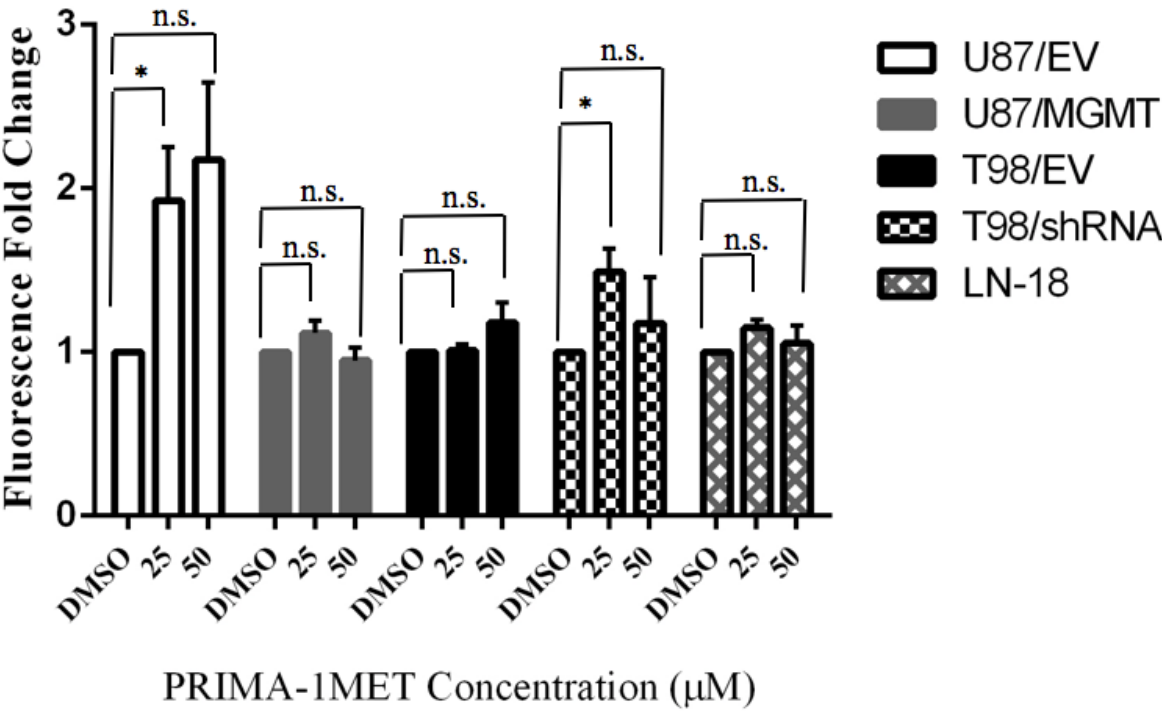 3
2
1
0
Fluorescence Fold Change
n.s.
*
n.s.
n.s.
n.s.
n.s.
n.s.
*
n.s.
n.s.
DMSO 25 50 DMSO 25 50 DMSO 25 50 DMSO 25 50 DMSO 25 50
PRIMA-1MET Concentration (μM)
U87/EV
U87/MGMT
T98/EV
T98/shRNA
LN-18